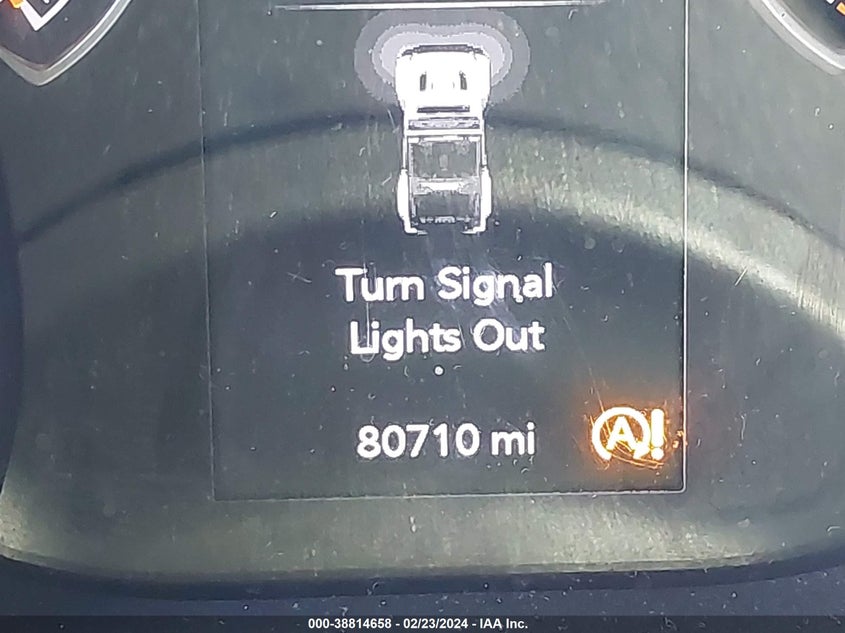 Turn Signal
Lights Out
80710 mi
A!
000-38814658 - 02/23/2024 - IAA Inc.